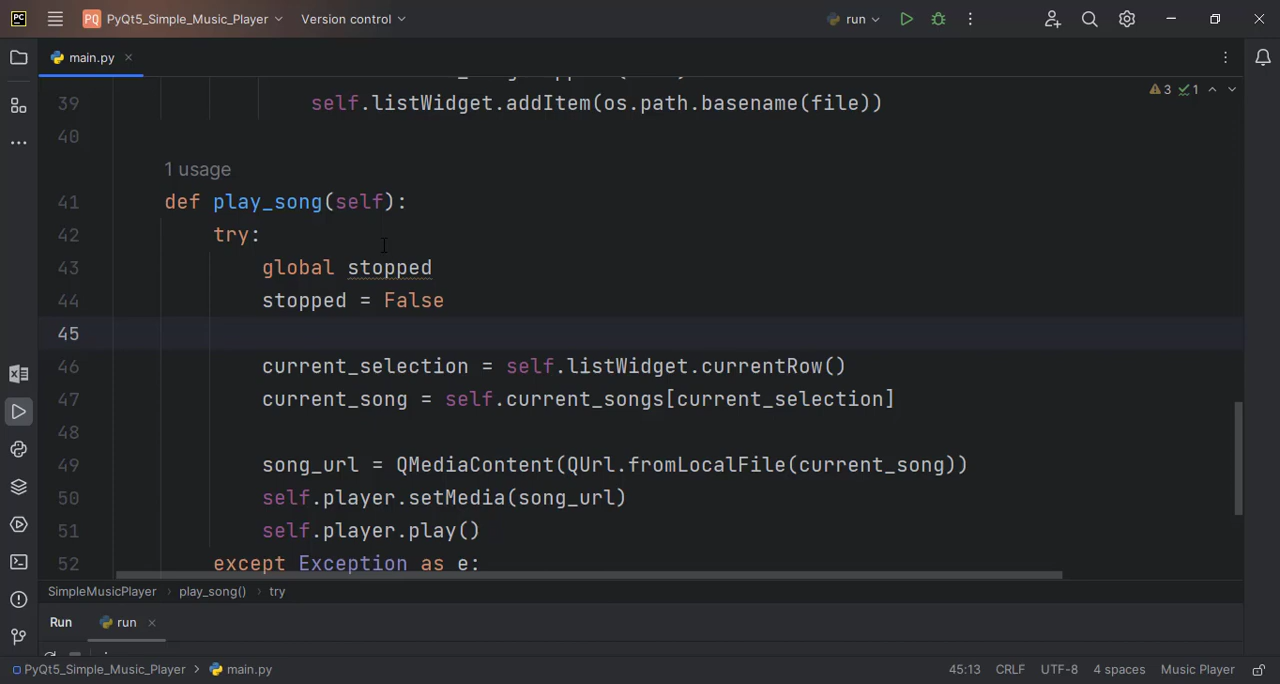 PC
PQ PyQt5_Simple_Music_Player Version control run
main.py
3 1
39 self.listWidget.addItem(os.path.basename(file))
40
1 usage
41 def play_song(self):
42 try:
43 global stopped
44 stopped = False
45
46 current_selection = self.listWidget.currentRow()
47 current_song = self.current_songs[current_selection]
48
49 song_url = QMediaContent(QUrl.fromLocalFile(current_song))
50 self.player.setMedia(song_url)
51 self.player.play()
52 except Exception as e:
SimpleMusicPlayer play_song() try
Run run
PyQt5_Simple_Music_Player main.py 45:13 CRLF UTF-8 4 spaces Music Player